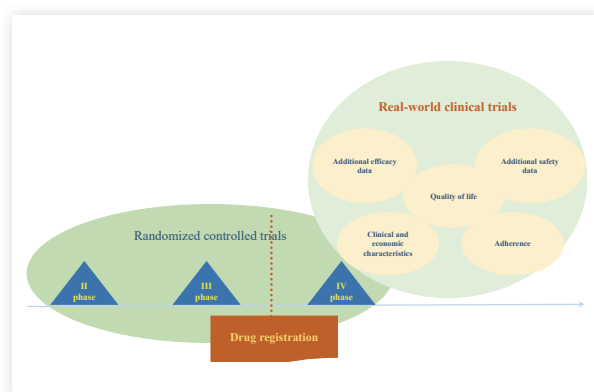 Real-world clinical trials
Additional efficacy
data
Additional safety
data
Quality of life
Clinical and
economic
characteristics
Adherence
Randomized controlled trials
II
phase
III
phase
IV
phase
Drug registration